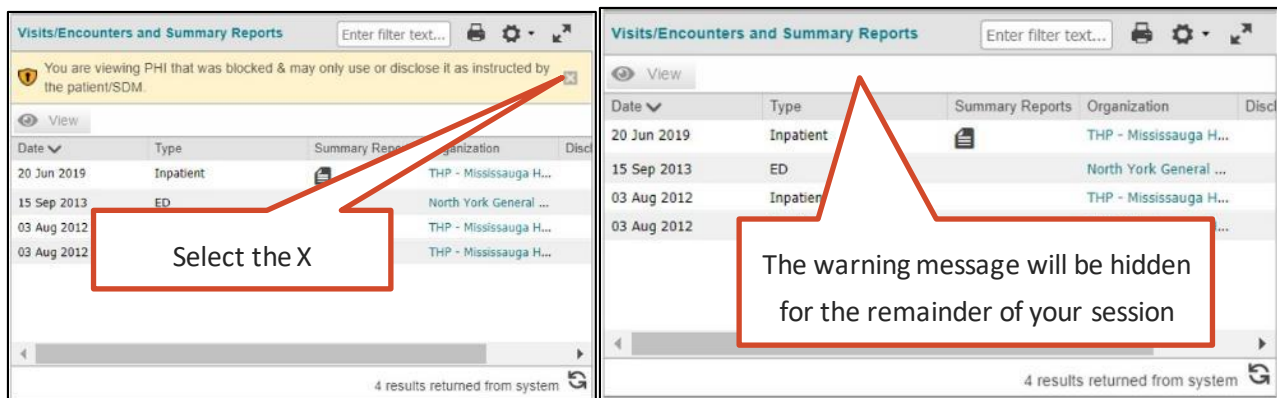 Visits/Encounters and Summary Reports Enter filter text...
You are viewing PHI that was blocked & may only use or disclose it as instructed by
the patient/SDM.
View
Date Type Summary Repor ganization Discl
20 Jun 2019 Inpatient THP - Mississauga H...
15 Sep 2013 ED North York General ...
03 Aug 2012 THP - Mississauga H...
03 Aug 2012 THP - Mississauga H...
Select the X
4 results returned from system
Visits/Encounters and Summary Reports Enter filter text...
View
Date Type Summary Reports Organization Discl
20 Jun 2019 Inpatient THP - Mississauga H...
15 Sep 2013 ED North York General ...
03 Aug 2012 Inpatien THP - Mississauga H...
03 Aug 2012
The warning message will be hidden
for the remainder of your session
4 results returned from system